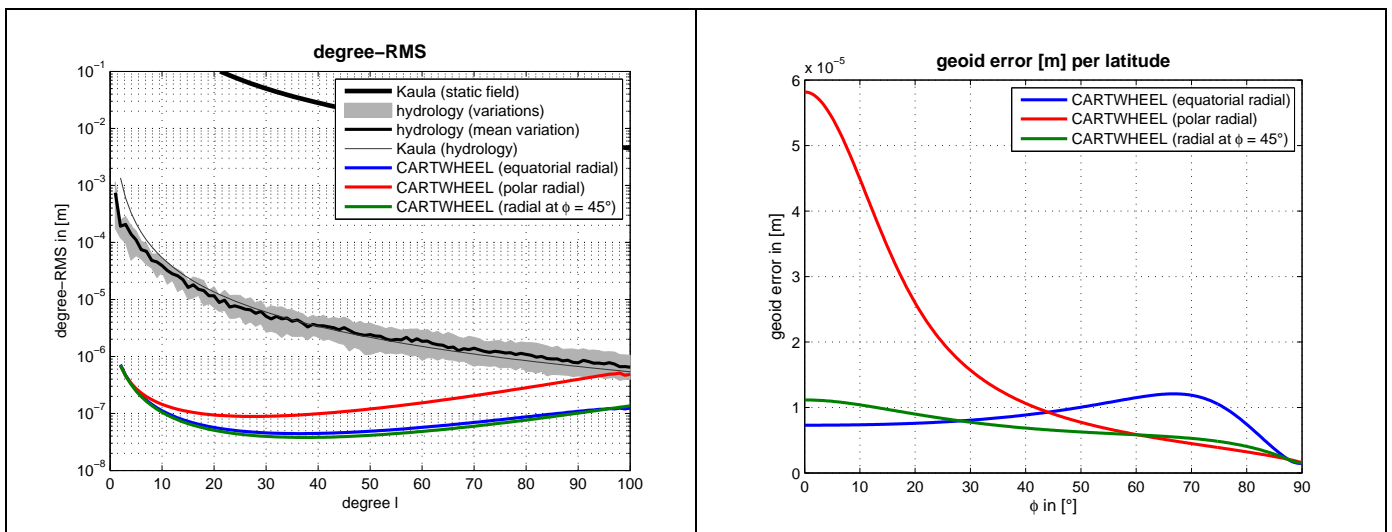 degree−RMS
10⁻¹
10⁻²
10⁻³
10⁻⁴
10⁻⁵
10⁻⁶
10⁻⁷
10⁻⁸
degree−RMS in [m]
Kaula (static field)
hydrology (variations)
hydrology (mean variation)
Kaula (hydrology)
CARTWHEEL (equatorial radial)
CARTWHEEL (polar radial)
CARTWHEEL (radial at ϕ = 45°)
0 10 20 30 40 50 60 70 80 90 100
degree l
geoid error [m] per latitude
x 10⁻⁵
6
5
4
3
2
1
0
geoid error in [m]
CARTWHEEL (equatorial radial)
CARTWHEEL (polar radial)
CARTWHEEL (radial at ϕ = 45°)
0 10 20 30 40 50 60 70 80 90
ϕ in [°]